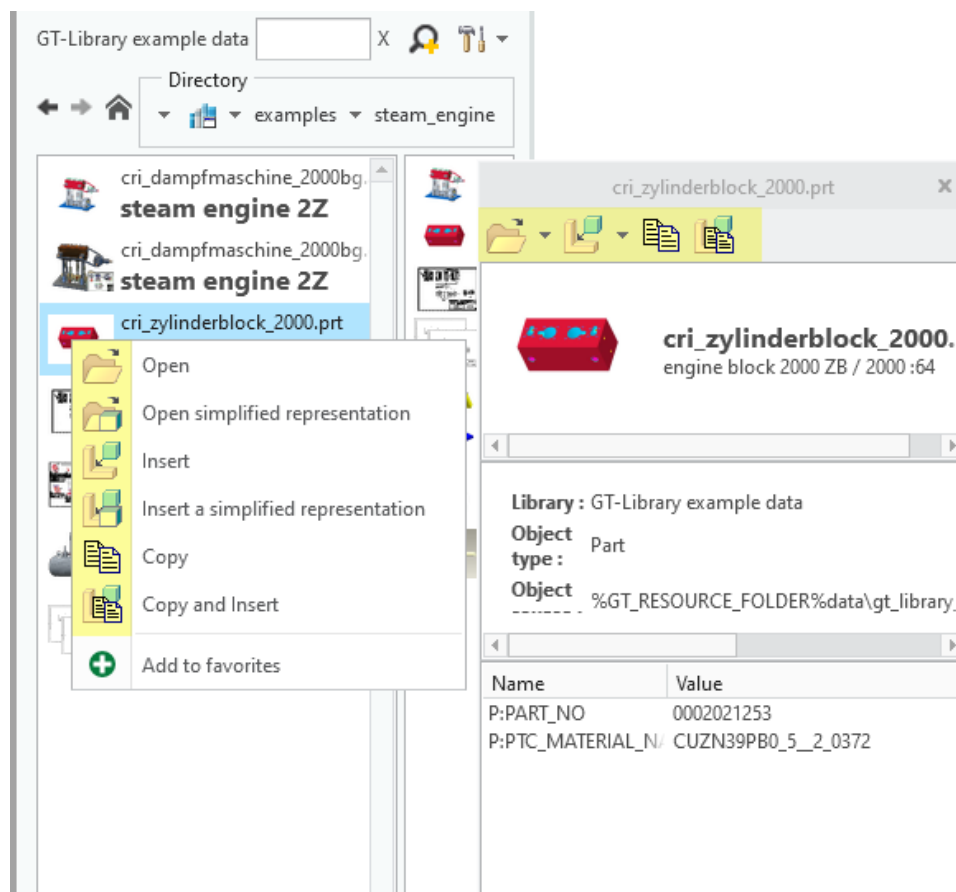 GT-Library example data
X
Directory
examples
steam_engine
cri_dampfmaschine_2000bg.
steam engine 2Z
cri_dampfmaschine_2000bg.
steam engine 2Z
cri_zylinderblock_2000.prt
Open
Open simplified representation
Insert
Insert a simplified representation
Copy
Copy and Insert
Add to favorites
cri_zylinderblock_2000.prt
cri_zylinderblock_2000.
engine block 2000 ZB / 2000 :64
Library : GT-Library example data
Object type : Part
Object %GT_RESOURCE_FOLDER%data\gt_library_
Name Value
P:PART_NO 0002021253
P:PTC_MATERIAL_NA CUZN39PB0_5__2_0372